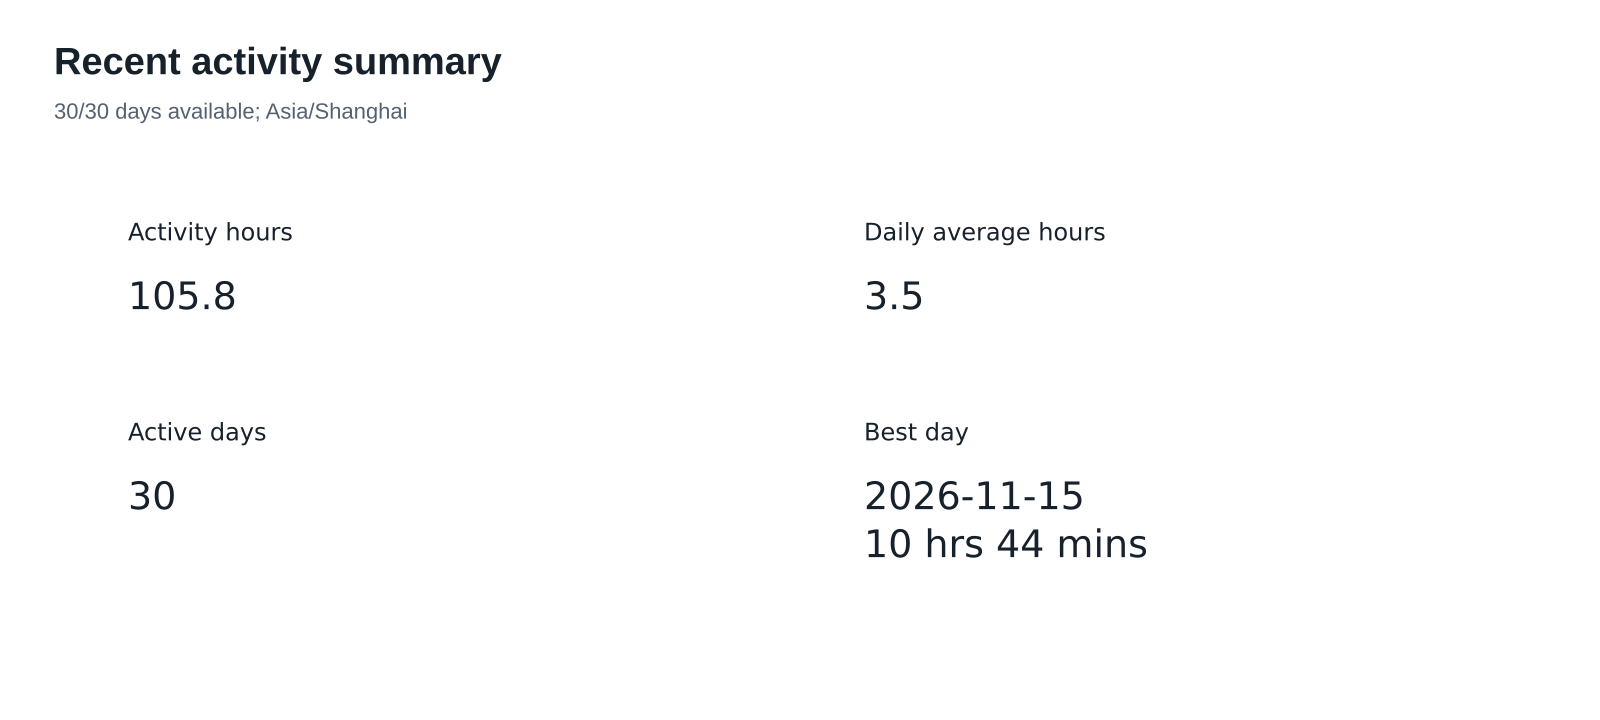 Recent activity summary
30/30 days available; Asia/Shanghai
Activity hours
105.8
Daily average hours
3.5
Active days
30
Best day
2026-11-15
10 hrs 44 mins